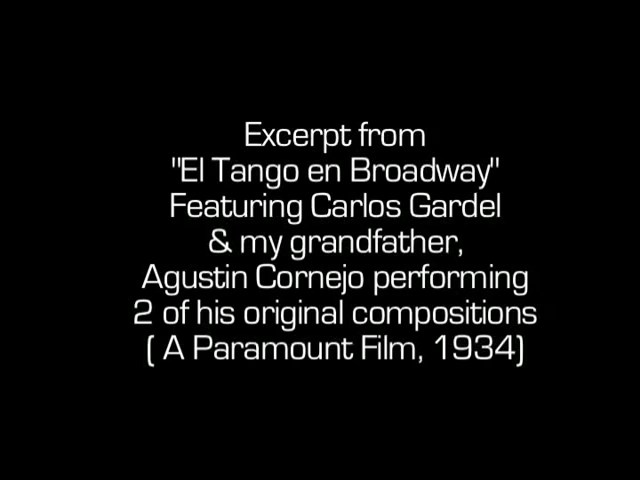 Excerpt from
"El Tango en Broadway"
Featuring Carlos Gardel
& my grandfather,
Agustin Cornejo performing
2 of his original compositions
( A Paramount Film, 1934)